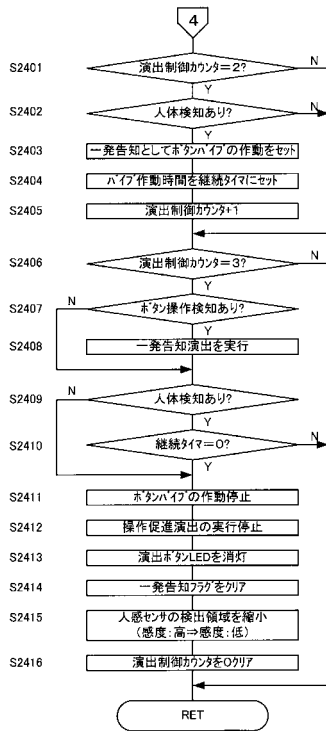 4
S2401 演出制御カウンタ=2? N
Y
S2402 人体検知あり? N
Y
S2403 一発告知としてボタンバイブの作動をセット
S2404 バイブ作動時間を継続タイマにセット
S2405 演出制御カウンタ+1
S2406 演出制御カウンタ=3? N
Y
S2407 N ボタン操作検知あり?
Y
S2408 一発告知演出を実行
S2409 N 人体検知あり?
Y
S2410 継続タイマ=0? N
Y
S2411 ボタンバイブの作動停止
S2412 操作促進演出の実行停止
S2413 演出ボタンLEDを消灯
S2414 一発告知フラグをクリア
S2415 人感センサの検出領域を縮小
(感度:高⇒感度:低)
S2416 演出制御カウンタを0クリア
RET